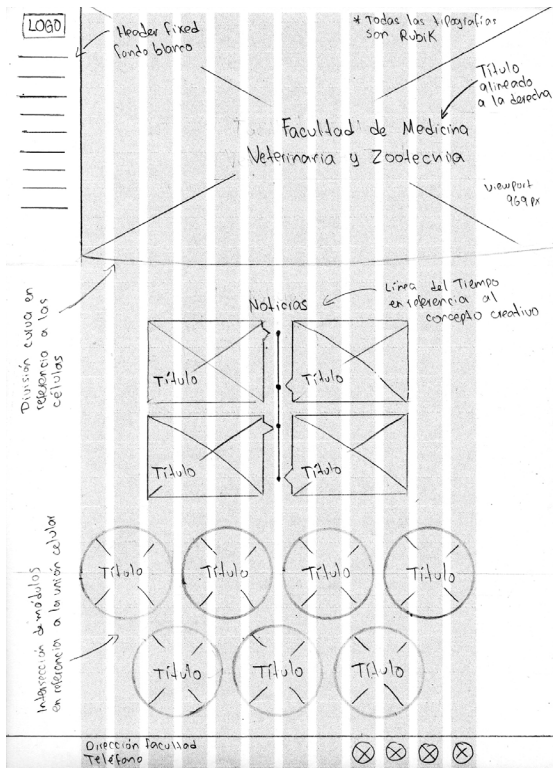 LOGO
Header fixed
fondo blanco
* Todas las tipografías
son Rubik
Título
alineado
a la derecha
Facultad de Medicina
Veterinaria y Zootecnia
viewport
969 px
División curva en
referencia a las
células
Noticias
Línea del Tiempo
en referencia al
concepto creativo
Título
Título
Título
Título
Intersección de módulos
en referencia a la unión celular
Título
Título
Título
Título
Título
Título
Título
Dirección facultad
Teléfono